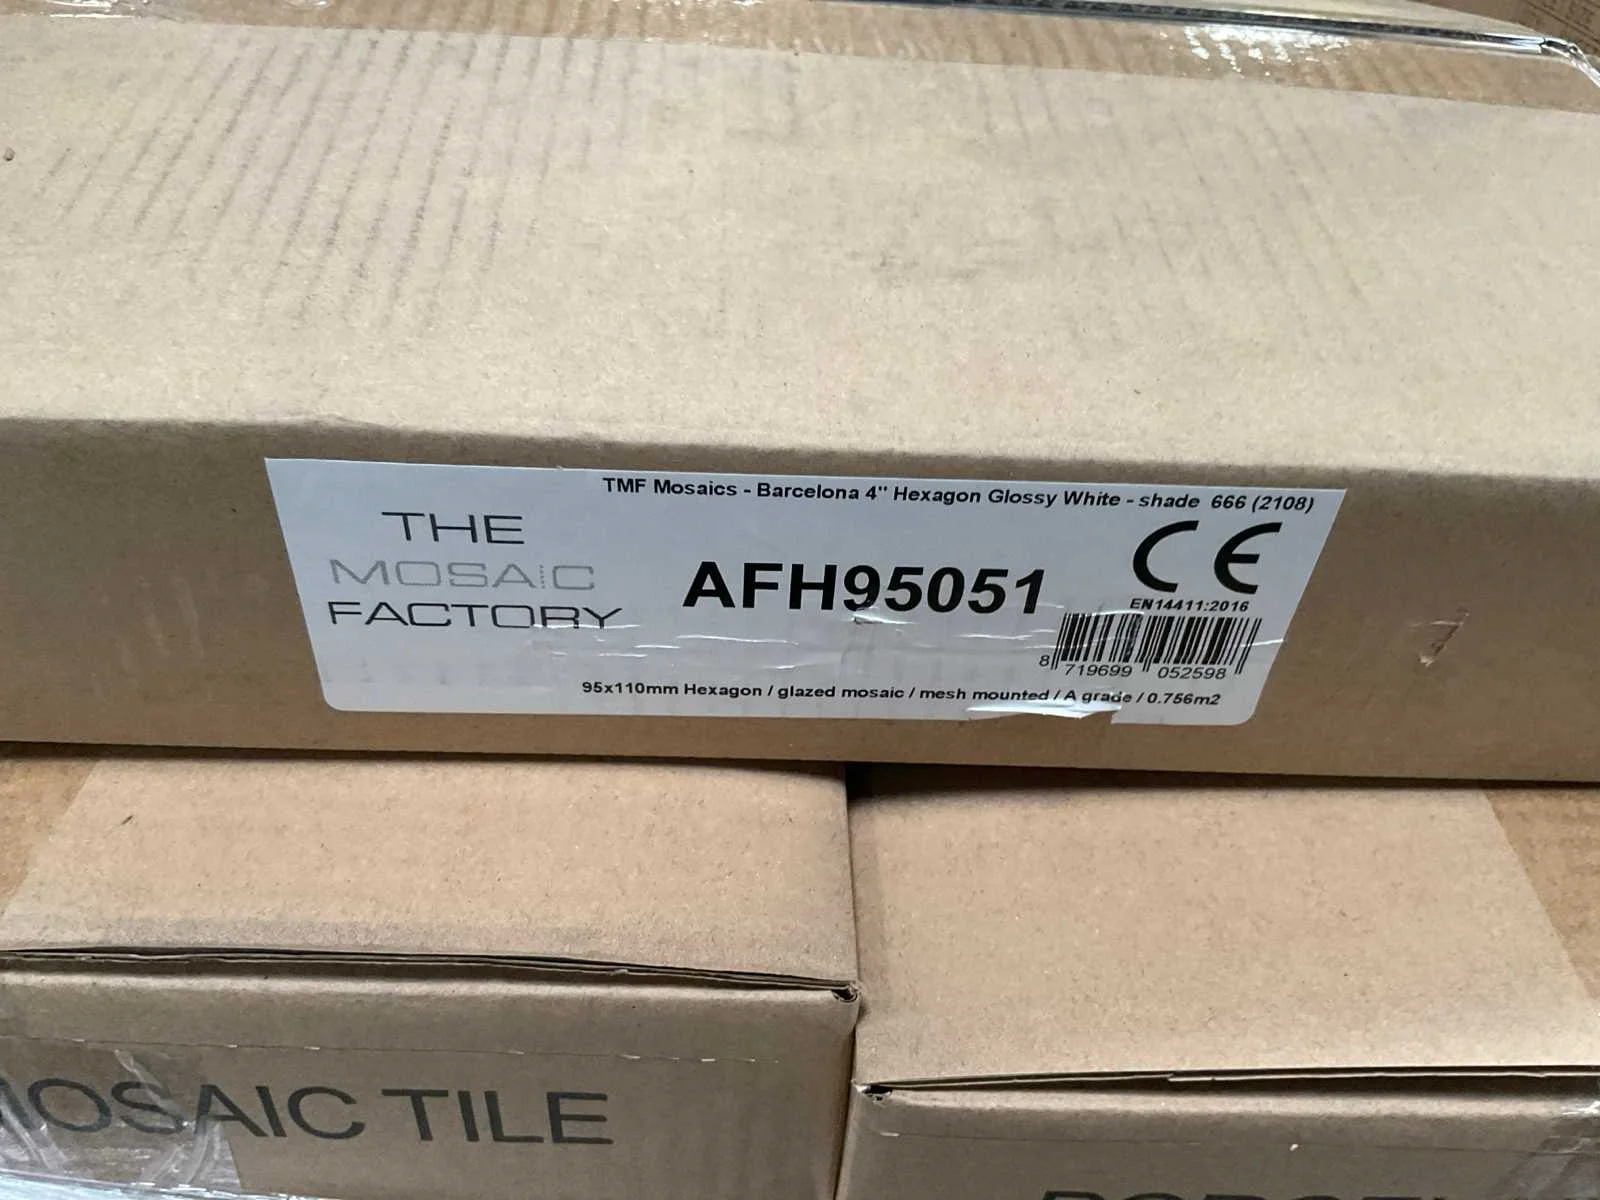 TMF Mosaics - Barcelona 4" Hexagon Glossy White - shade 666 (2108)
THE
MOSAIC
FACTORY
AFH95051
CE
EN14411:2016
8 719699 052598
95x110mm Hexagon / glazed mosaic / mesh mounted / A grade / 0.756m2
MOSAIC TILE